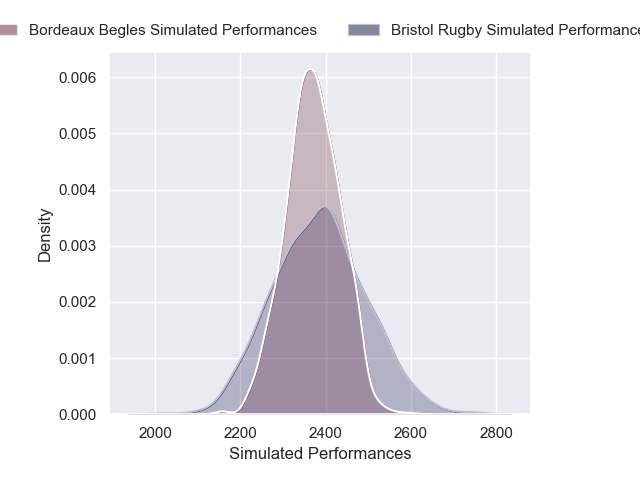 Bordeaux Begles Simulated Performances
Bristol Rugby Simulated Performance
0.006
0.005
0.004
0.003
0.002
0.001
0.000
Density
2000 2200 2400 2600 2800
Simulated Performances